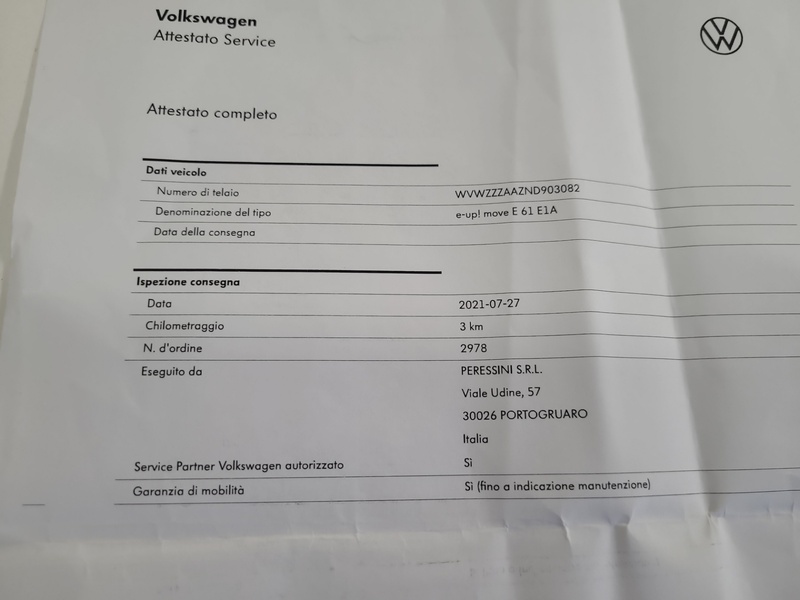 Volkswagen
Attestato Service
Attestato completo
Dati veicolo
Numero di telaio WVWZZZAAZND903082
Denominazione del tipo e-up! move E 61 E1A
Data della consegna
Ispezione consegna
Data 2021-07-27
Chilometraggio 3 km
N. d'ordine 2978
Eseguito da PERESSINI S.R.L.
Viale Udine, 57
30026 PORTOGRUARO
Italia
Service Partner Volkswagen autorizzato Sì
Garanzia di mobilità Sì (fino a indicazione manutenzione)